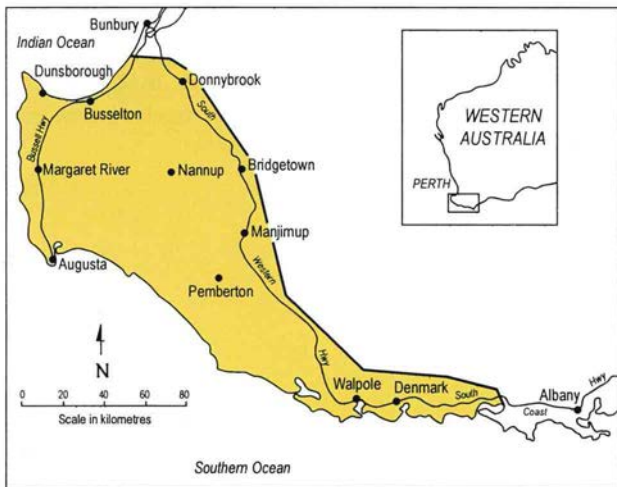 Bunbury
Indian Ocean
Dunsborough
Donnybrook
Busselton
South
WESTERN
AUSTRALIA
Bussell Hwy
Margaret River
Nannup
Bridgetown
PERTH
Manjimup
Augusta
Western
Pemberton
N
Hwy
0 20 40 60 80
Scale in kilometres
Walpole
Denmark
South
Albany
Hwy
Coast
Southern Ocean